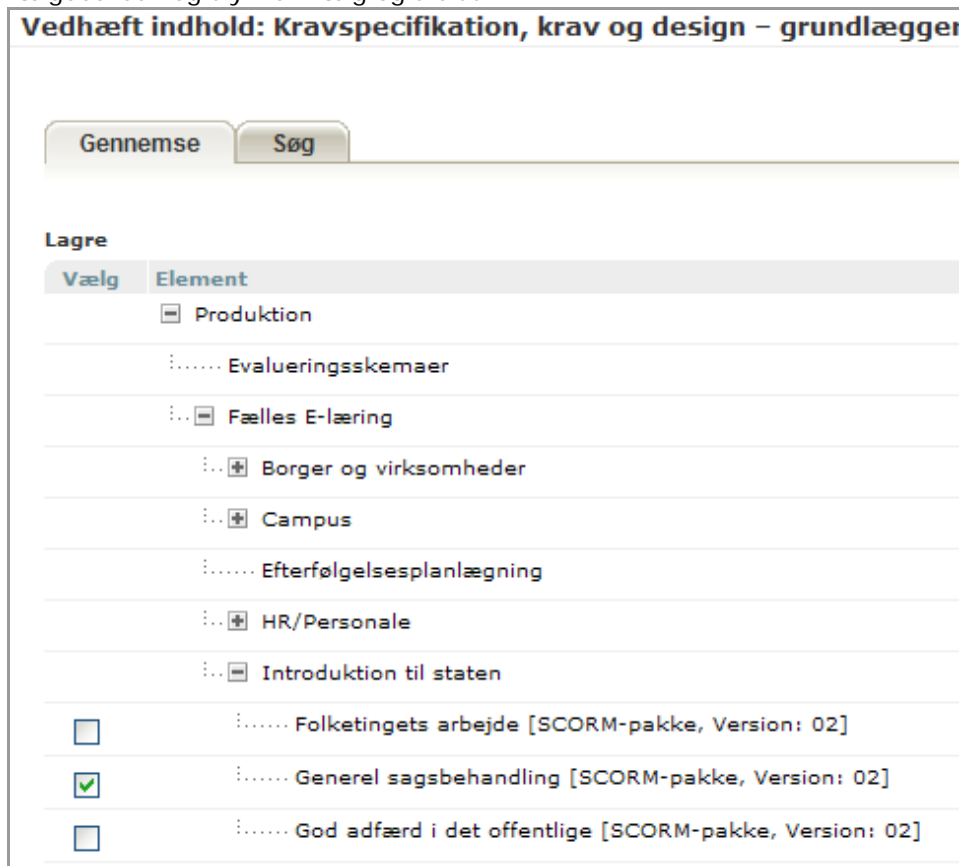 Vedhæft indhold: Kravspecifikation, krav og design – grundlægger
Gennemse Søg
Lagre
Vælg Element
Produktion
Evalueringsskemaer
Fælles E-læring
Borger og virksomheder
Campus
Efterfølgelsesplanlægning
HR/Personale
Introduktion til staten
Folketingets arbejde [SCORM-pakke, Version: 02]
Generel sagsbehandling [SCORM-pakke, Version: 02]
God adfærd i det offentlige [SCORM-pakke, Version: 02]